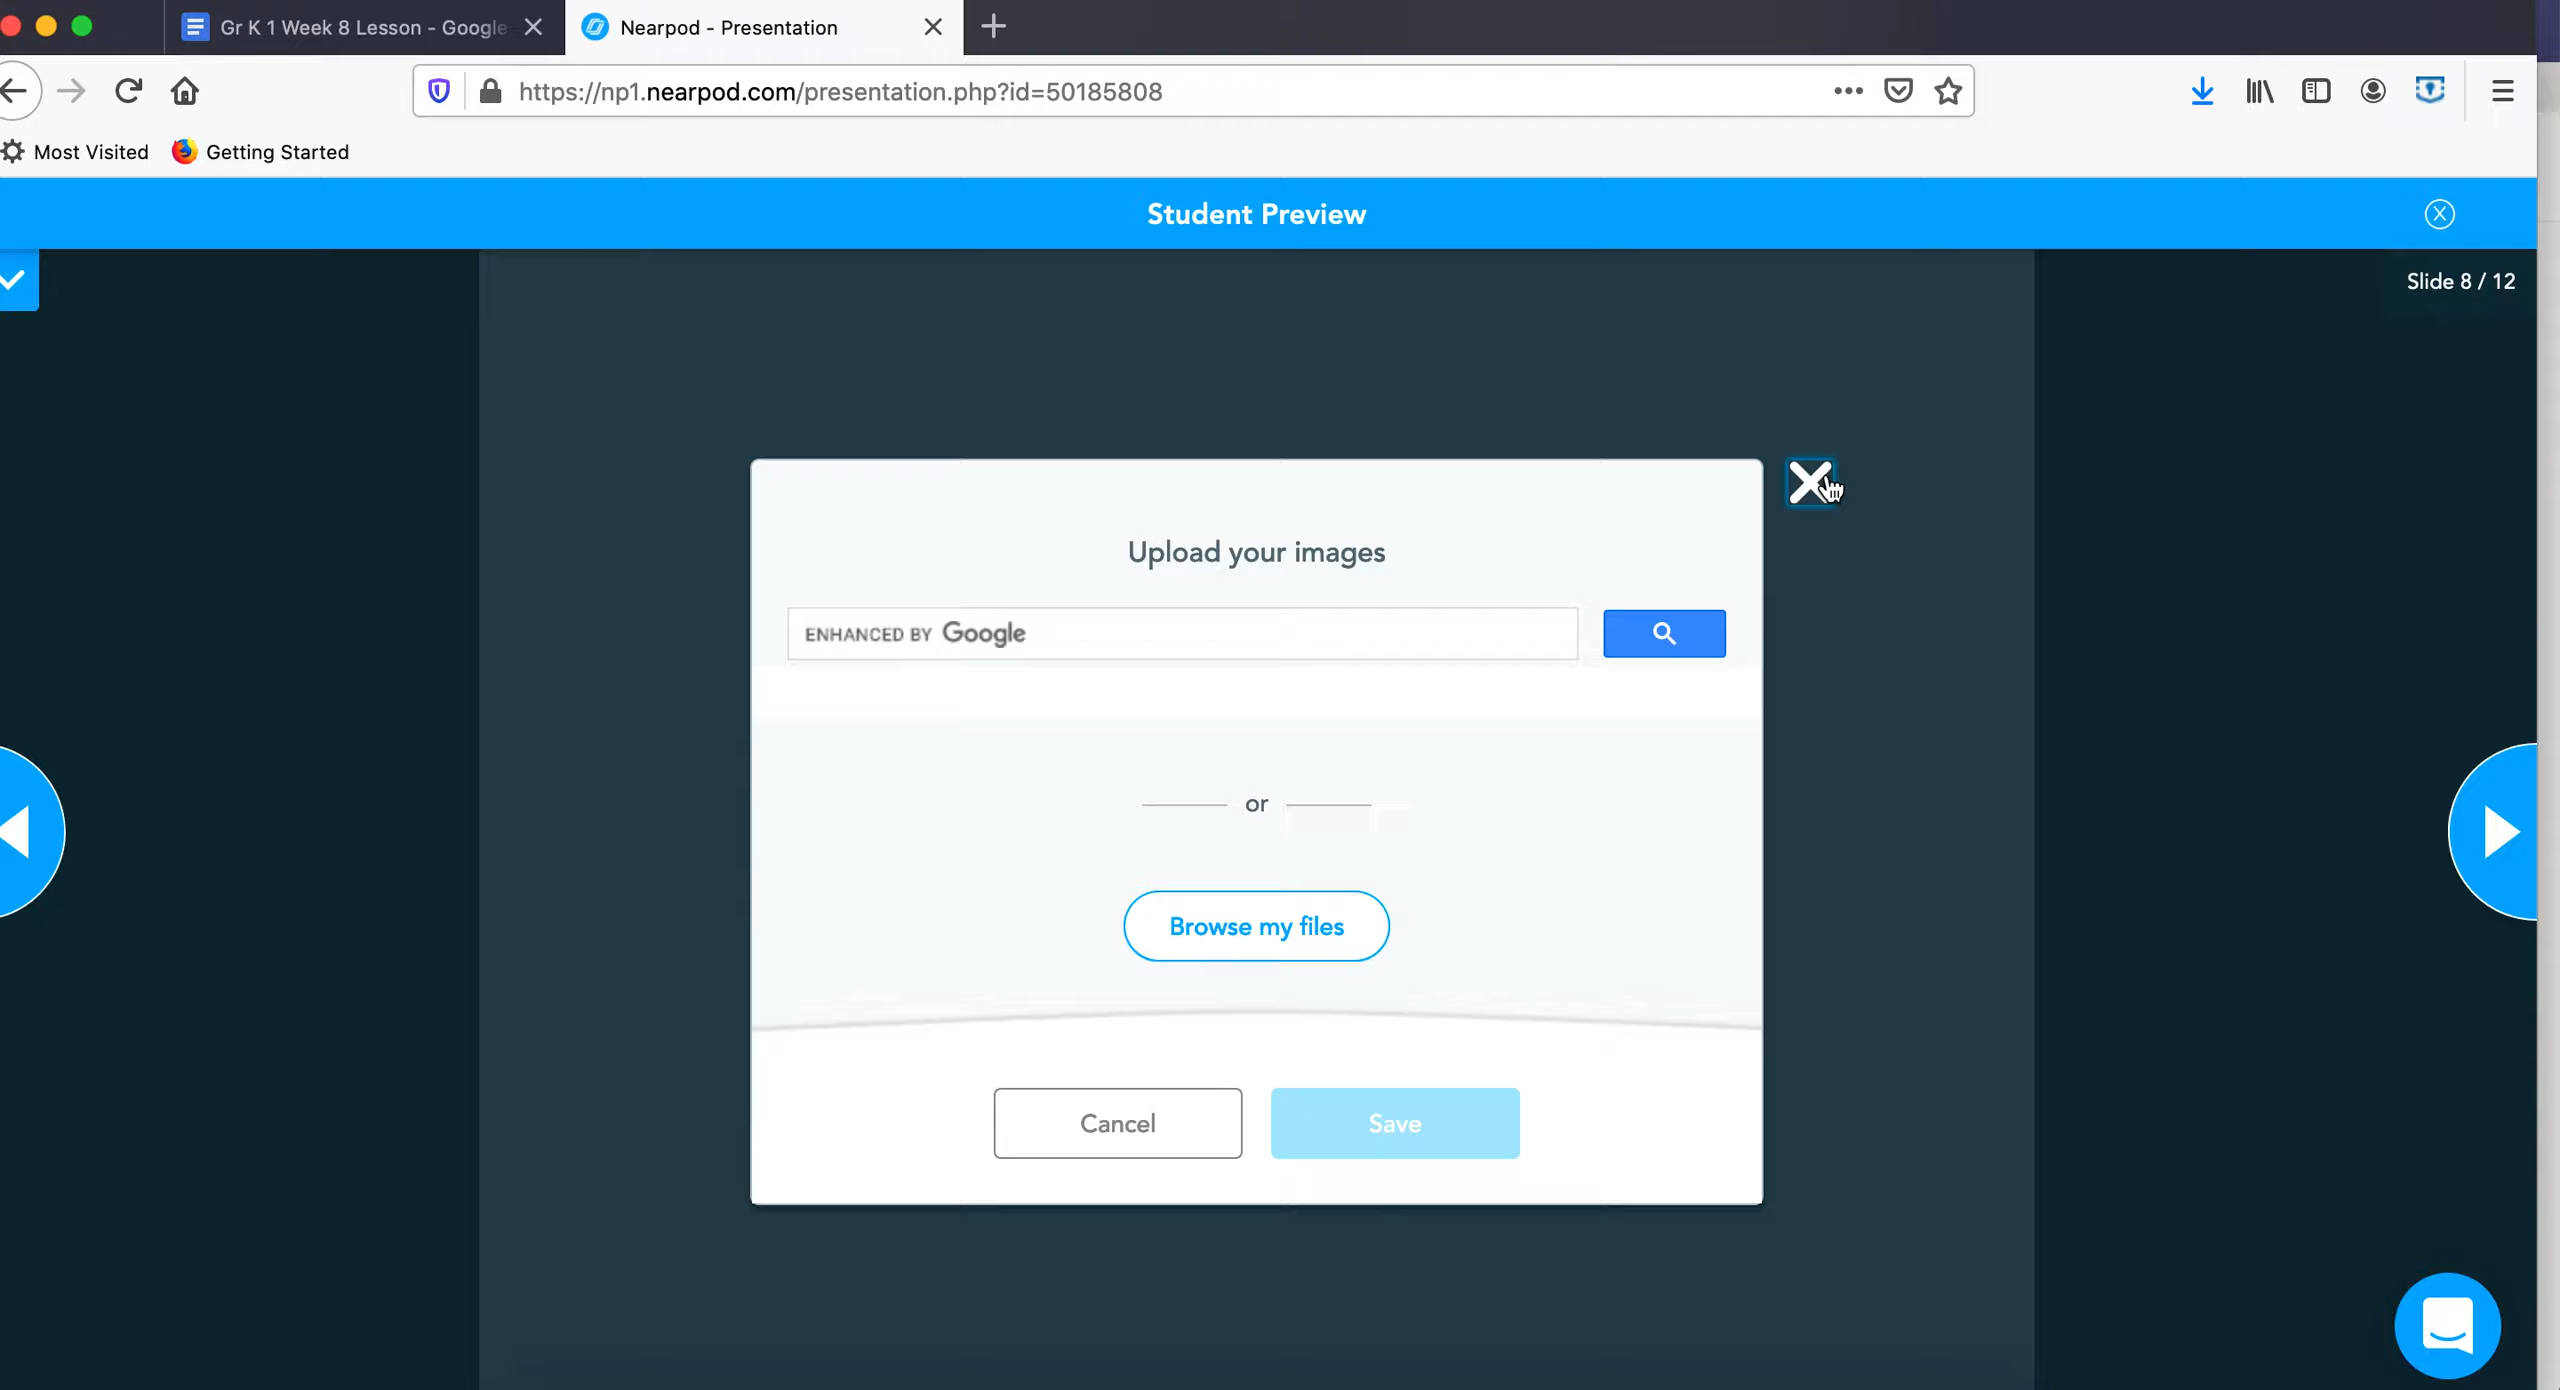 Gr K 1 Week 8 Lesson - Google
Nearpod - Presentation
https://np1.nearpod.com/presentation.php?id=50185808
Most Visited
Getting Started
Student Preview
Slide 8 / 12
Upload your images
ENHANCED BY Google
or
Browse my files
Cancel
Save